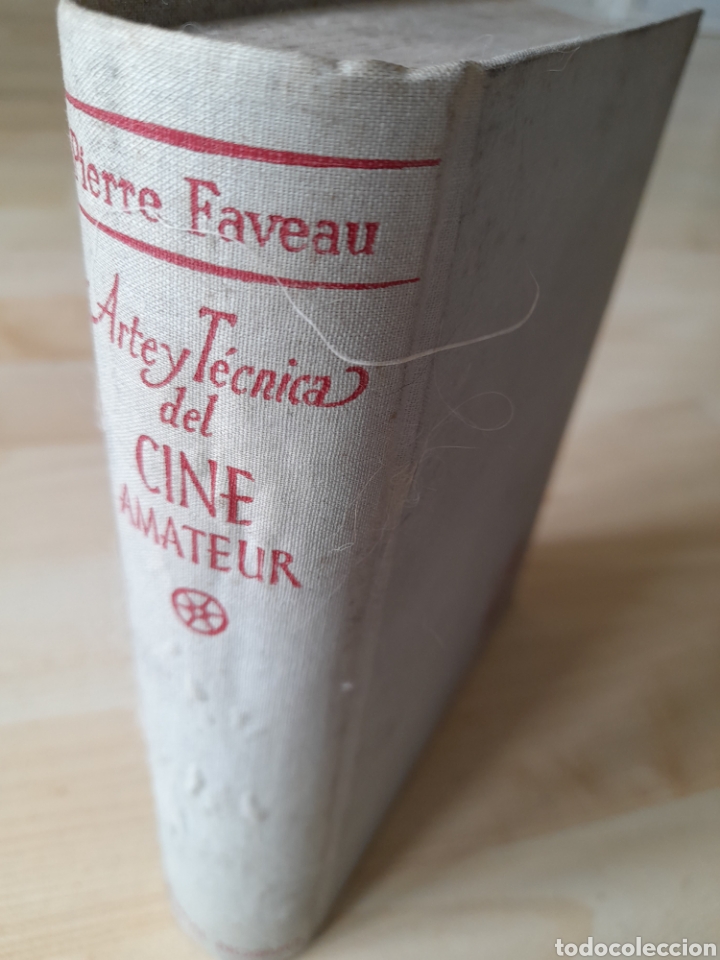 Pierre Faveau
Arte y Técnica
del
CINE
AMATEUR
todocoleccion